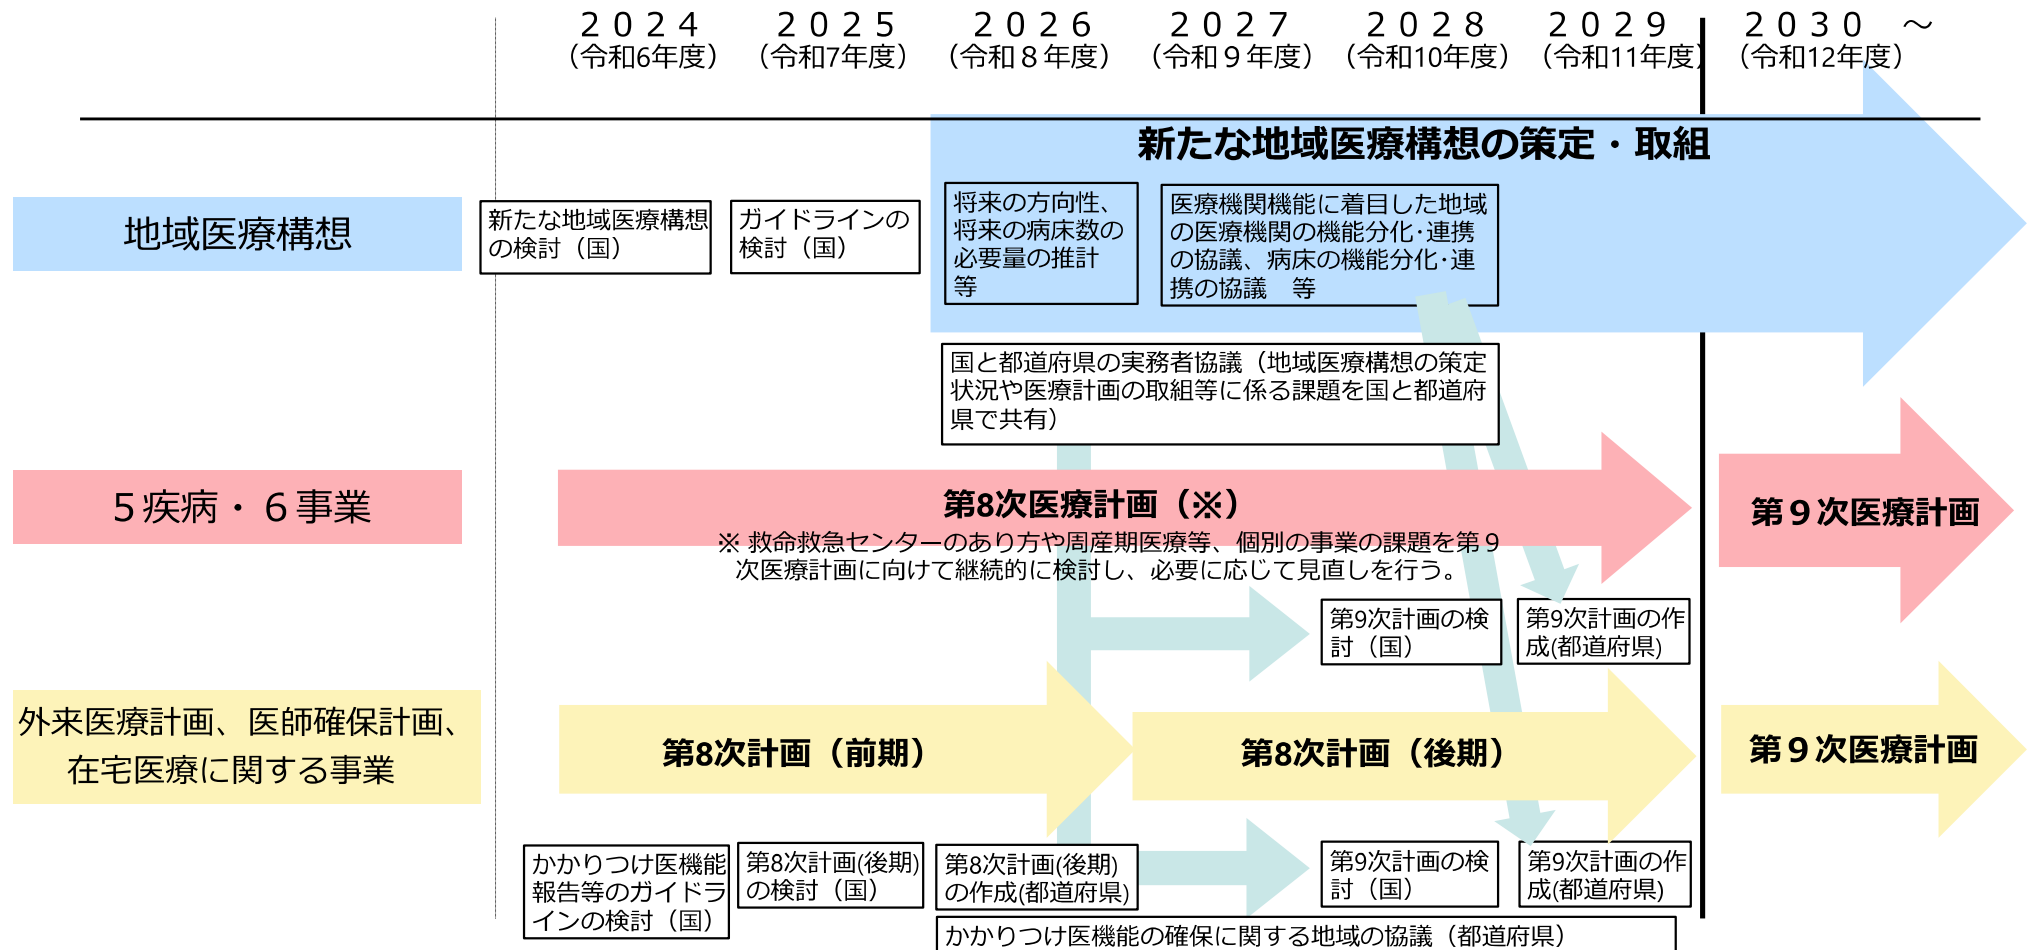 ２０２４
（令和6年度）
２０２５
（令和7年度）
２０２６
（令和８年度）
２０２７
（令和９年度）
２０２８
（令和10年度）
２０２９
（令和11年度）
２０３０　～
（令和12年度）
新たな地域医療構想の策定・取組
地域医療構想
新たな地域医療構想
の検討（国）
ガイドラインの
検討（国）
将来の方向性、
将来の病床数の
必要量の推計
等
医療機関機能に着目した地域
の医療機関の機能分化･連携
の協議、病床の機能分化･連
携の協議　等
国と都道府県の実務者協議（地域医療構想の策定
状況や医療計画の取組等に係る課題を国と都道府
県で共有）
５疾病・６事業
第8次医療計画（※）
※ 救命救急センターのあり方や周産期医療等、個別の事業の課題を第９
次医療計画に向けて継続的に検討し、必要に応じて見直しを行う。
第９次医療計画
第9次計画の検
討（国）
第9次計画の作
成(都道府県)
外来医療計画、医師確保計画、
在宅医療に関する事業
第8次計画（前期）
第8次計画（後期）
第９次医療計画
かかりつけ医機能
報告等のガイドラ
インの検討（国）
第8次計画(後期)
の検討（国）
第8次計画(後期)
の作成(都道府県)
第9次計画の検
討（国）
第9次計画の作
成(都道府県)
かかりつけ医機能の確保に関する地域の協議（都道府県）